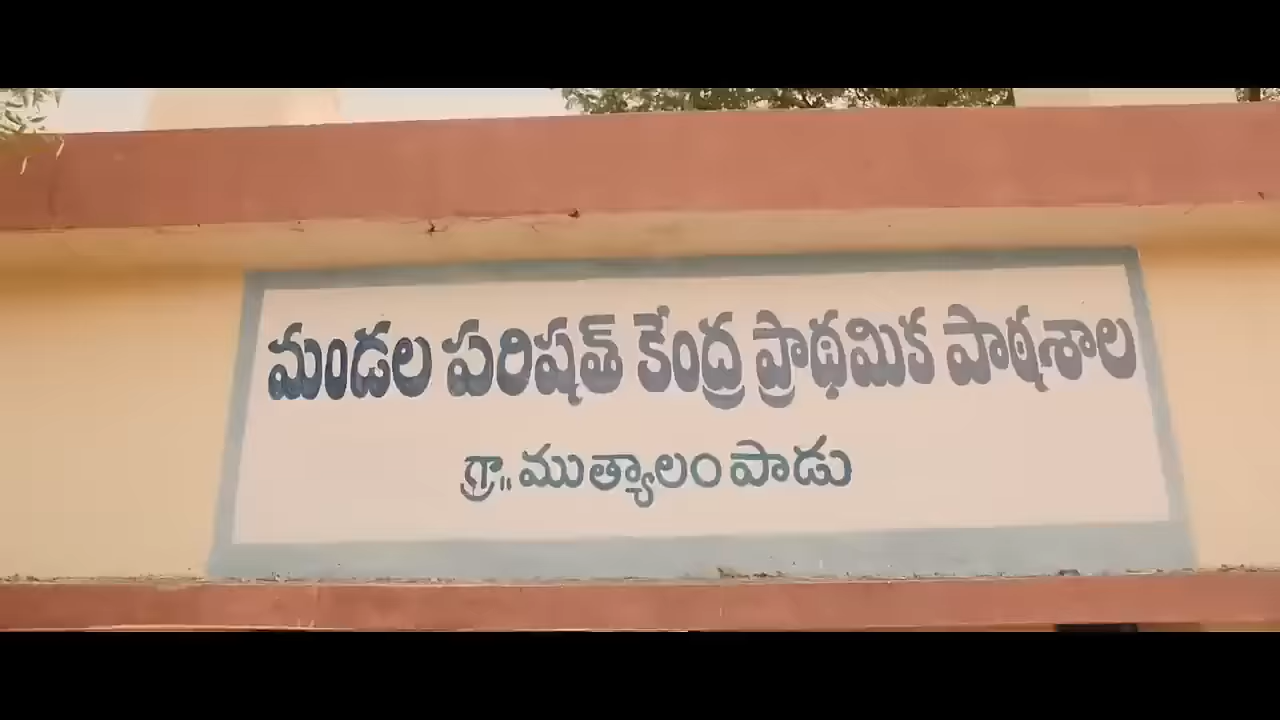 మండల పరిషత్ కేంద్ర ప్రాథమిక పాఠశాల
గ్రా,, ముత్యాలంపాడు